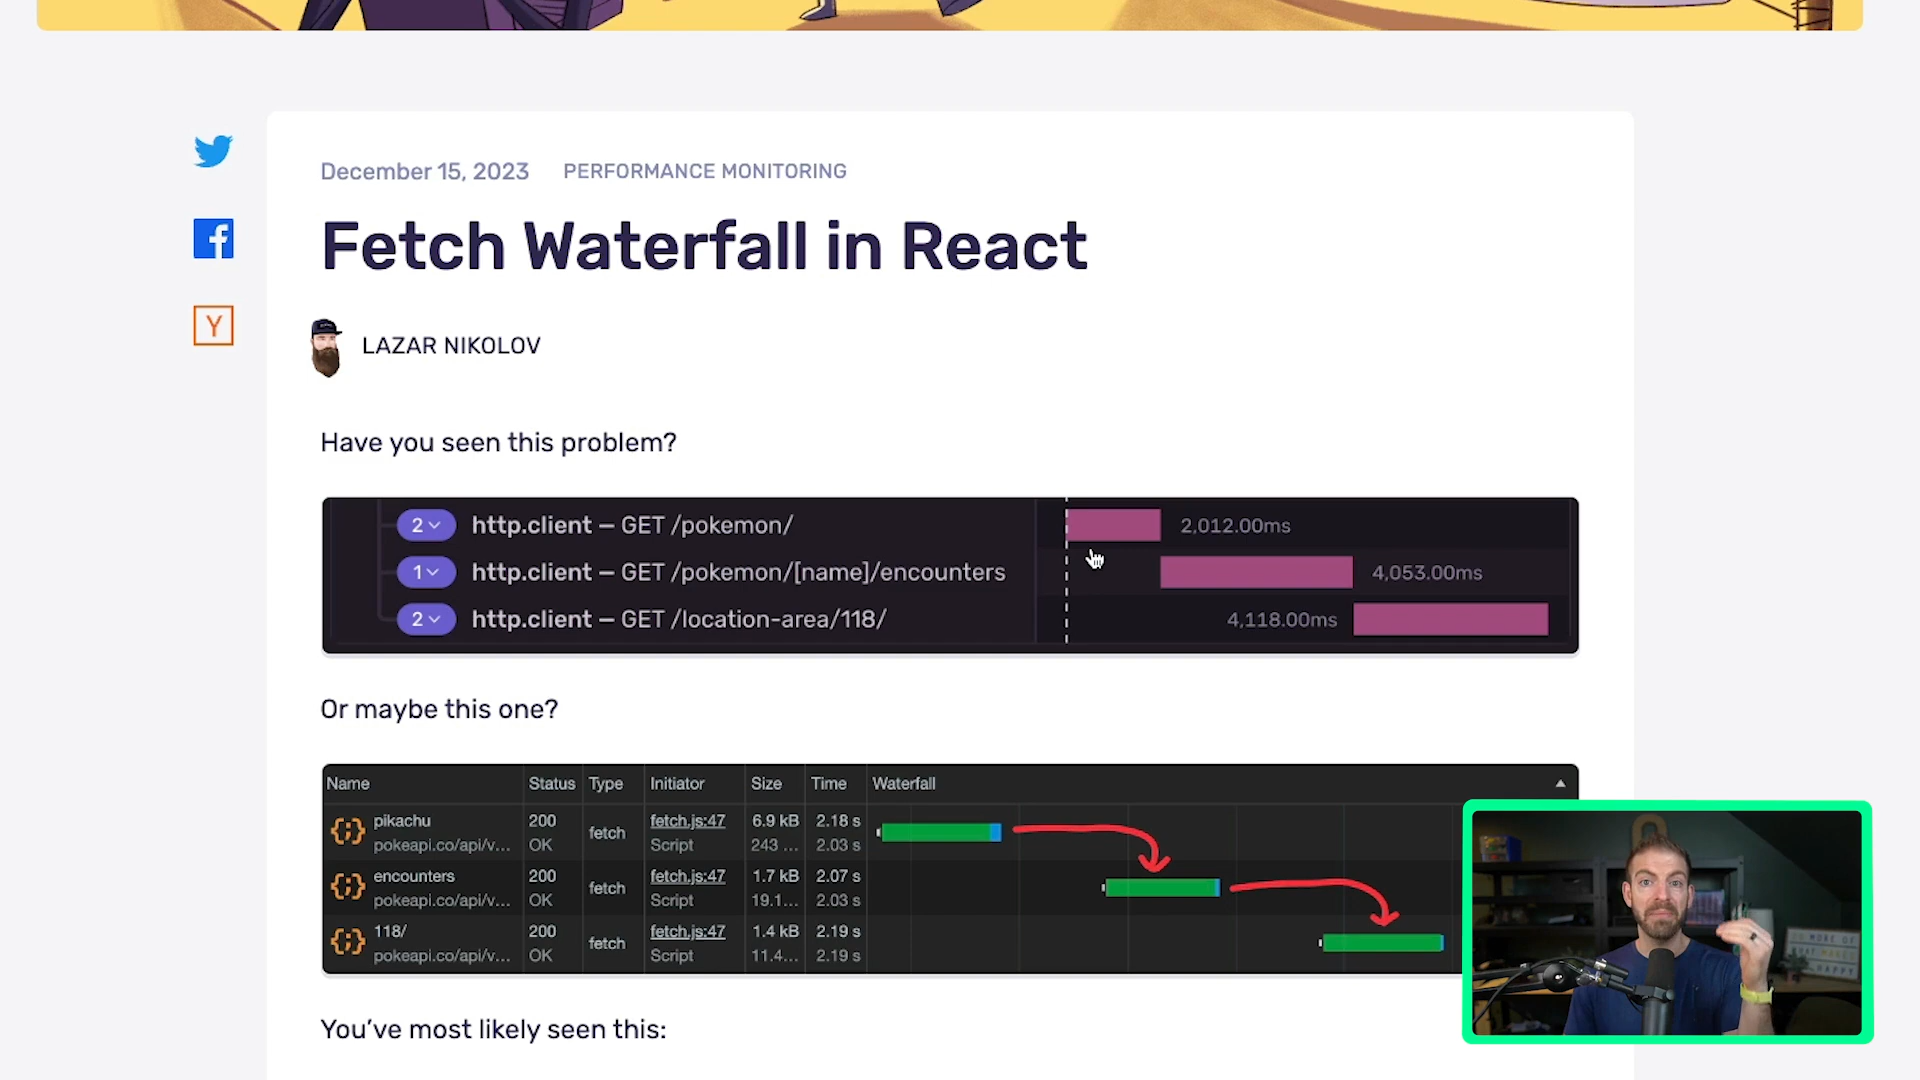 December 15, 2023 PERFORMANCE MONITORING
Fetch Waterfall in React
Y
LAZAR NIKOLOV
Have you seen this problem?
2 http.client – GET /pokemon/ 2,012.00ms
1 http.client – GET /pokemon/[name]/encounters 4,053.00ms
2 http.client – GET /location-area/118/ 4,118.00ms
Or maybe this one?
Name Status Type Initiator Size Time Waterfall
pikachu 200 fetch fetch.js:47 6.9 kB 2.18 s
pokeapi.co/api/v... OK Script 243 ... 2.03 s
encounters 200 fetch fetch.js:47 1.7 kB 2.07 s
pokeapi.co/api/v... OK Script 19.1... 2.03 s
118/ 200 fetch fetch.js:47 1.4 kB 2.19 s
pokeapi.co/api/v... OK Script 11.4... 2.19 s
You’ve most likely seen this: